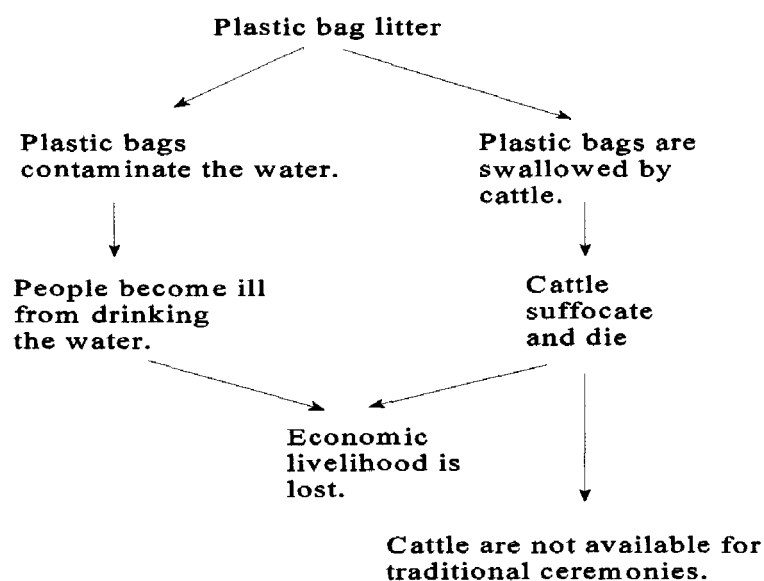 Plastic bag litter
Plastic bags
contaminate the water.
Plastic bags are
swallowed by
cattle.
People become ill
from drinking
the water.
Cattle
suffocate
and die
Economic
livelihood is
lost.
Cattle are not available for
traditional ceremonies.